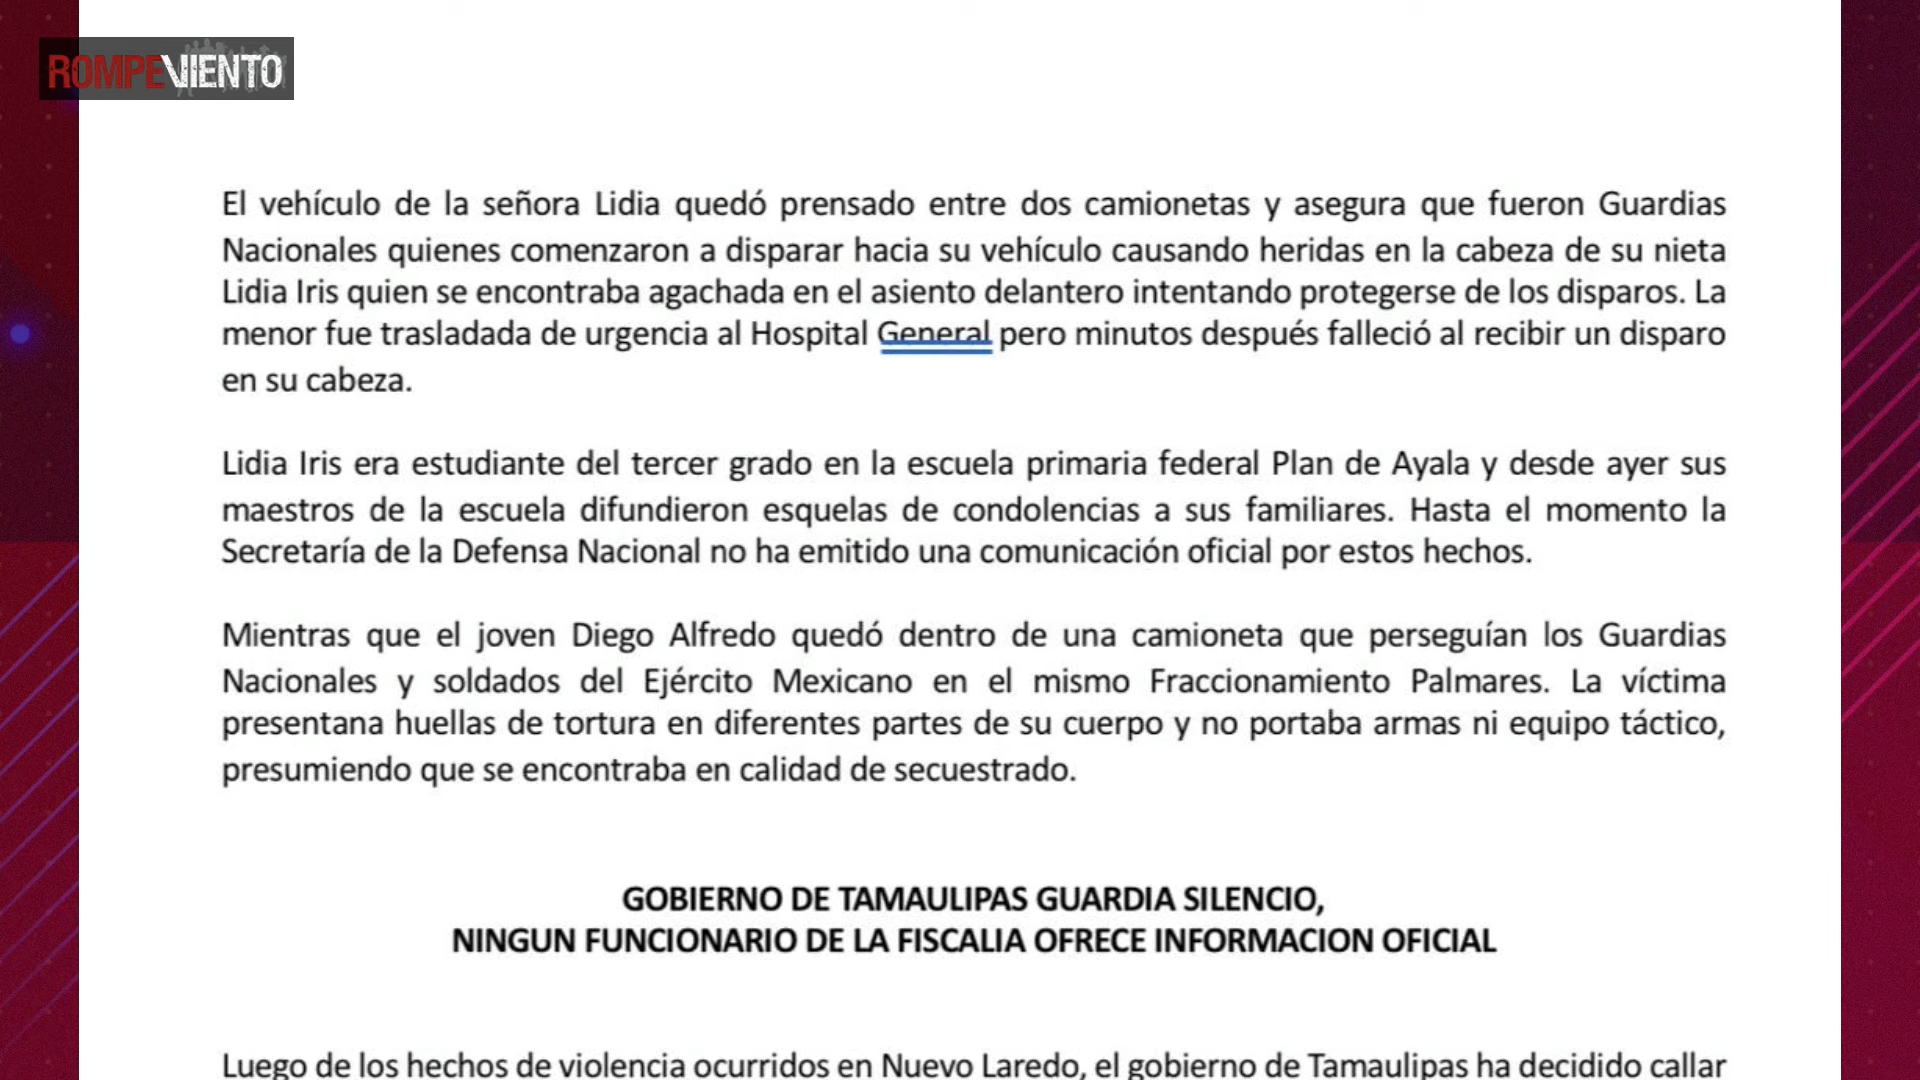 ROMPEVIENTO
El vehículo de la señora Lidia quedó prensado entre dos camionetas y asegura que fueron Guardias
Nacionales quienes comenzaron a disparar hacia su vehículo causando heridas en la cabeza de su nieta
Lidia Iris quien se encontraba agachada en el asiento delantero intentando protegerse de los disparos. La
menor fue trasladada de urgencia al Hospital General pero minutos después falleció al recibir un disparo
en su cabeza.
Lidia Iris era estudiante del tercer grado en la escuela primaria federal Plan de Ayala y desde ayer sus
maestros de la escuela difundieron esquelas de condolencias a sus familiares. Hasta el momento la
Secretaría de la Defensa Nacional no ha emitido una comunicación oficial por estos hechos.
Mientras que el joven Diego Alfredo quedó dentro de una camioneta que perseguían los Guardias
Nacionales y soldados del Ejército Mexicano en el mismo Fraccionamiento Palmares. La víctima
presentana huellas de tortura en diferentes partes de su cuerpo y no portaba armas ni equipo táctico,
presumiendo que se encontraba en calidad de secuestrado.
GOBIERNO DE TAMAULIPAS GUARDIA SILENCIO,
NINGUN FUNCIONARIO DE LA FISCALIA OFRECE INFORMACION OFICIAL
Luego de los hechos de violencia ocurridos en Nuevo Laredo, el gobierno de Tamaulipas ha decidido callar